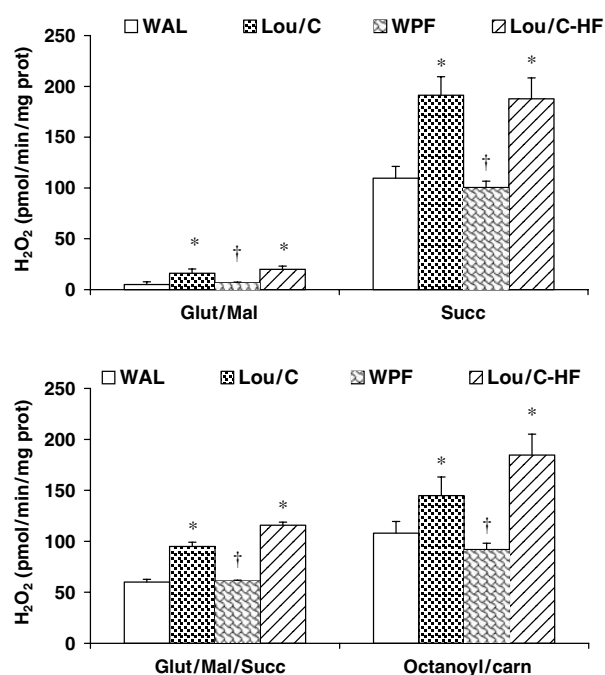 WAL Lou/C WPF Lou/C-HF
H₂O₂ (pmol/min/mg prot)
250
200
150
100
50
0
* † * * † *
Glut/Mal Succ
WAL Lou/C WPF Lou/C-HF
H₂O₂ (pmol/min/mg prot)
250
200
150
100
50
0
* † * * † *
Glut/Mal/Succ Octanoyl/carn